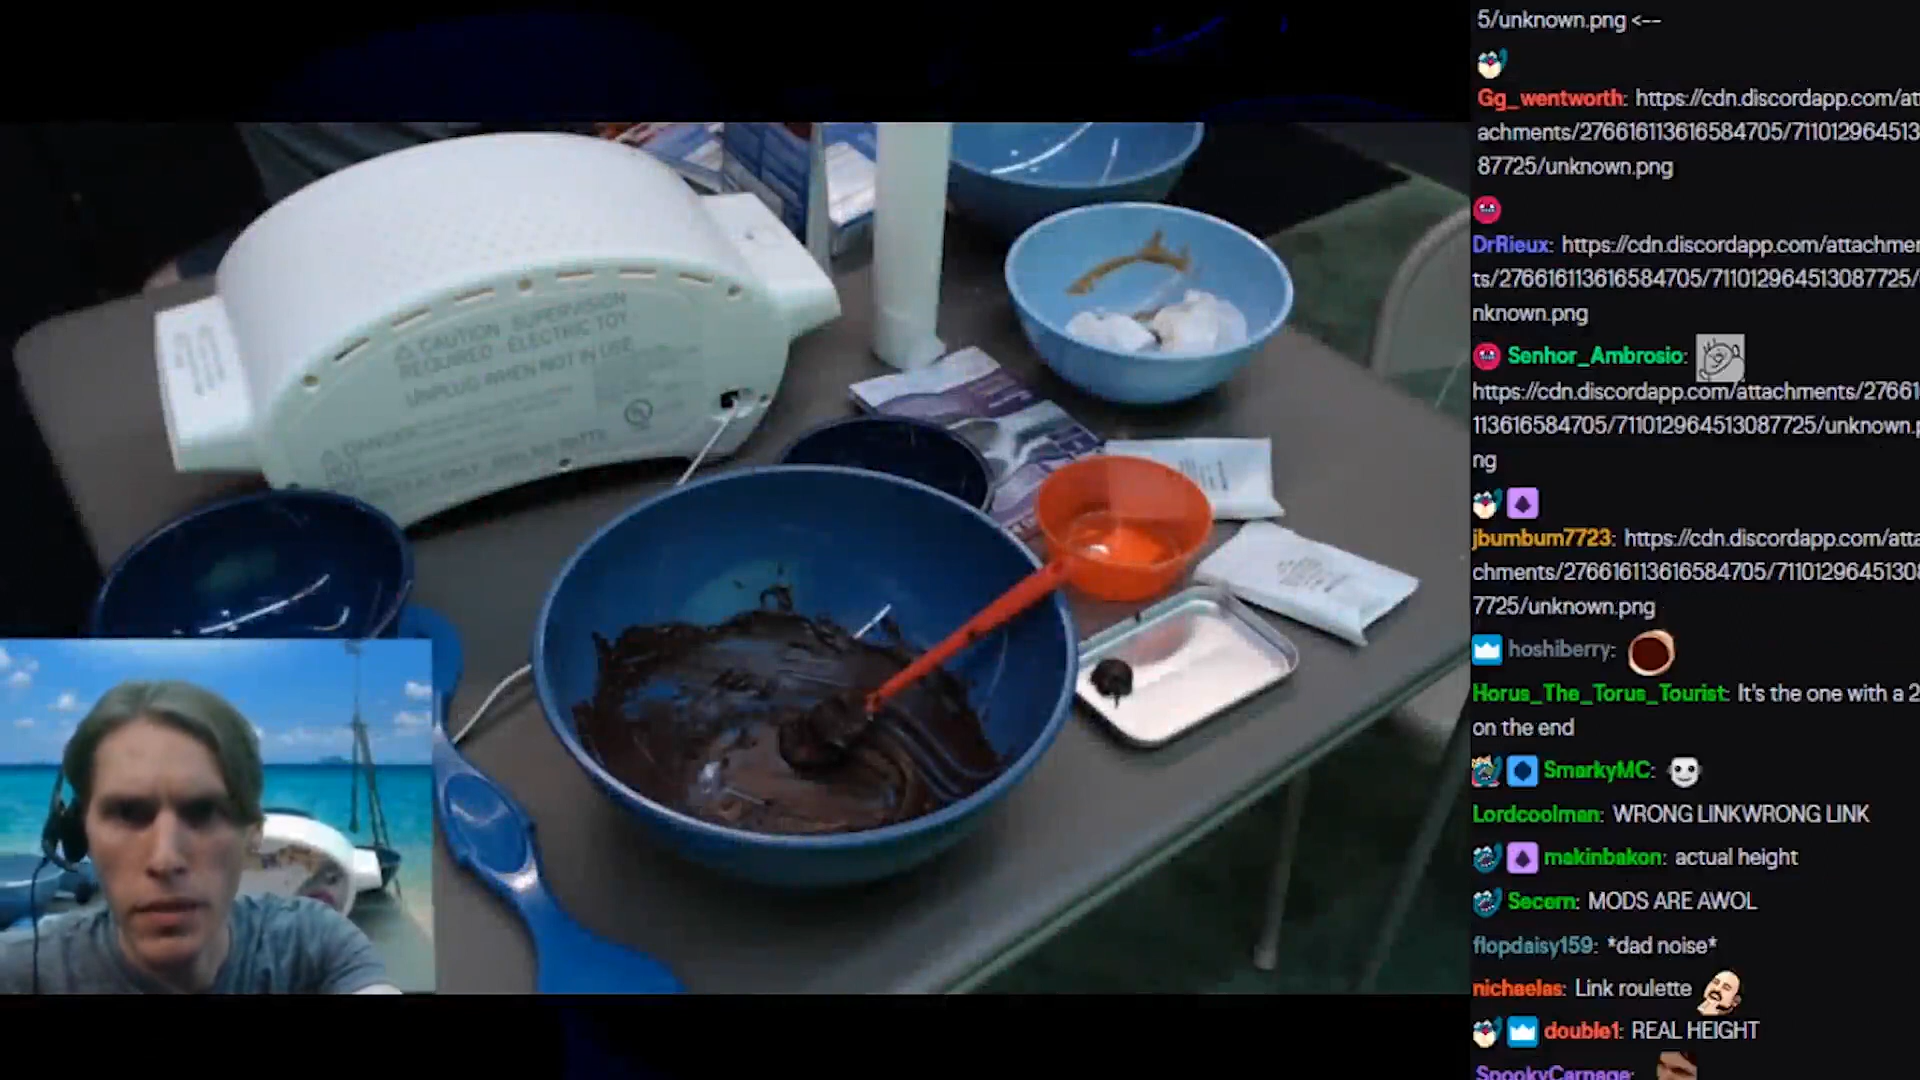 CAUTION SUPERVISION
REQUIRED ELECTRIC TOY
UNPLUG WHEN NOT IN USE
5/unknown.png <--
Gg_wentworth: https://cdn.discordapp.com/att
achments/276616113616584705/7110129645130
87725/unknown.png
DrRieux: https://cdn.discordapp.com/attachmen
ts/276616113616584705/711012964513087725/
nknown.png
Senhor_Ambrosio:
https://cdn.discordapp.com/attachments/27661
113616584705/711012964513087725/unknown.p
ng
jbumbum7723: https://cdn.discordapp.com/atta
chments/276616113616584705/71101296451308
7725/unknown.png
hoshiberry:
Horus_The_Torus_Tourist: It's the one with a 2
on the end
SmarkyMC:
Lordcoolman: WRONG LINKWRONG LINK
makinbakon: actual height
Secern: MODS ARE AWOL
flopdaisy159: *dad noise*
nichaelas: Link roulette
double1: REAL HEIGHT
SpookyCarnage: